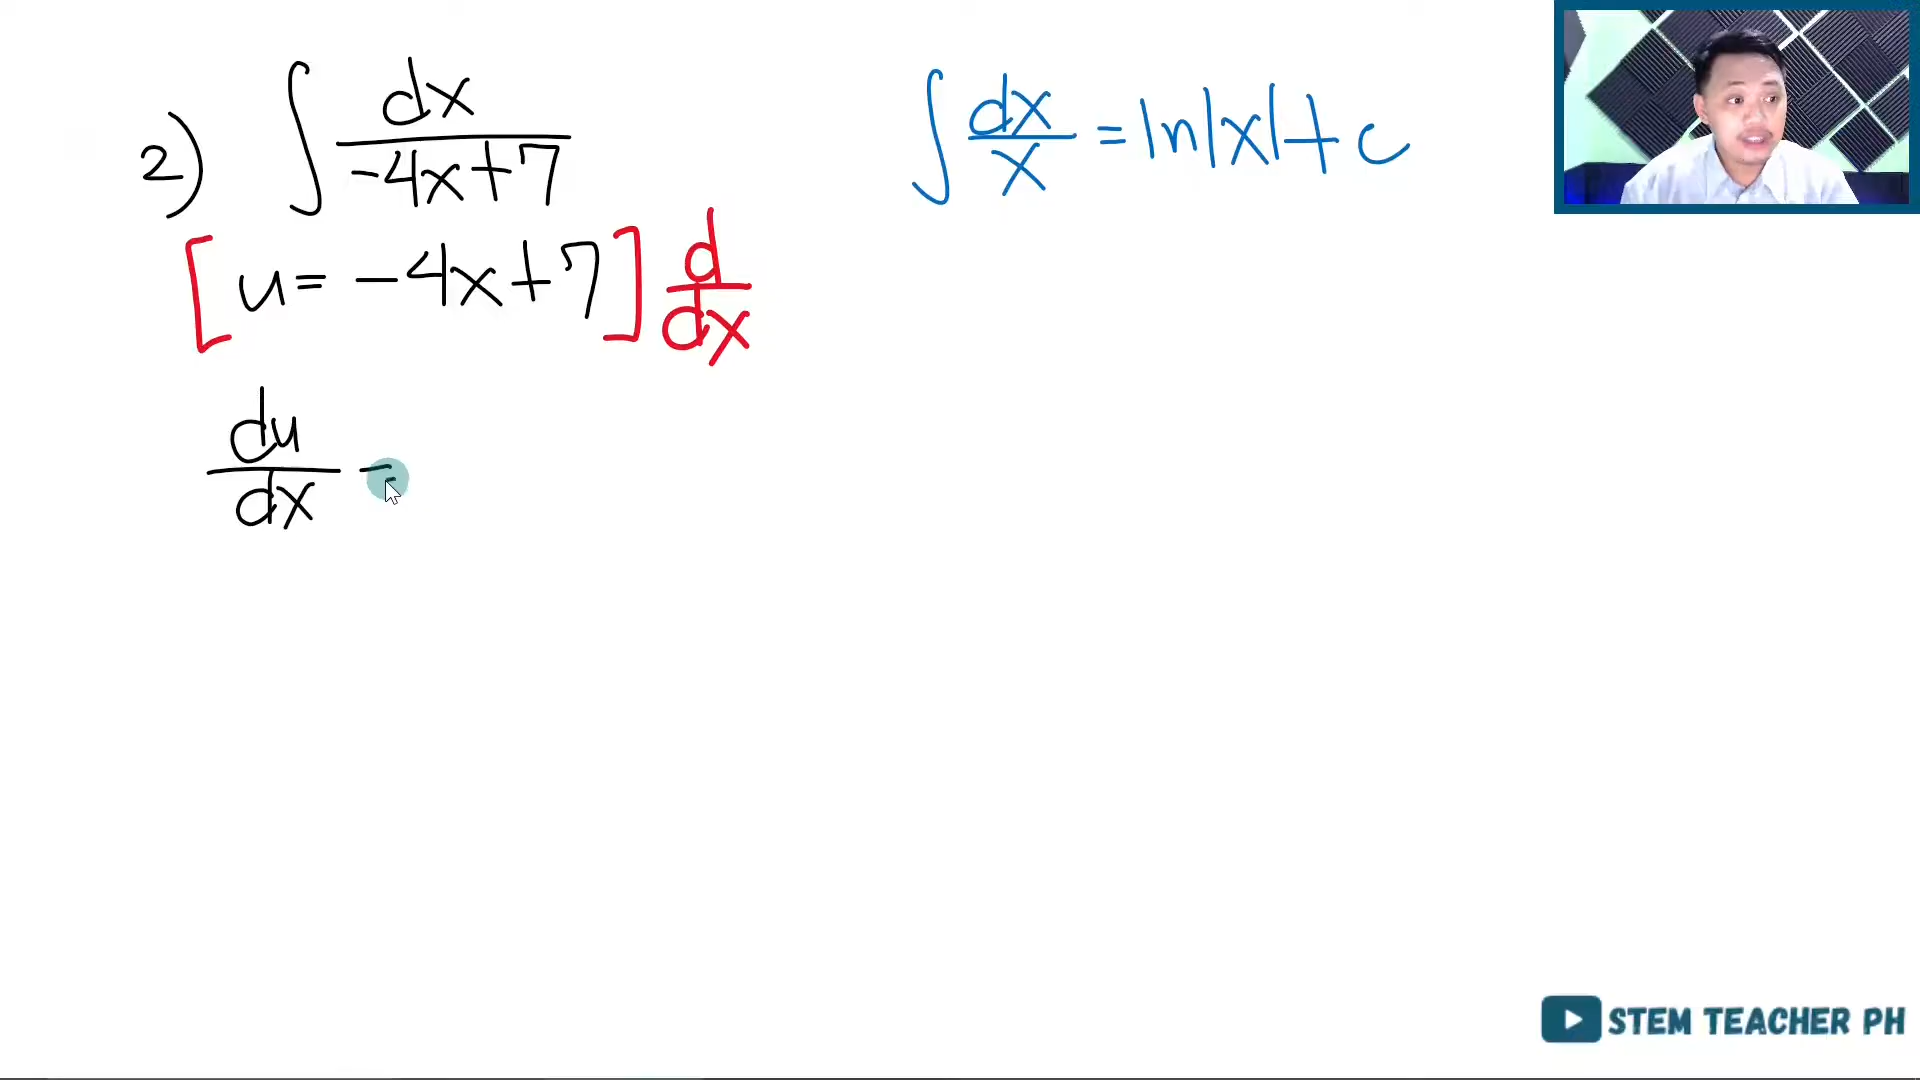 2) ∫ dx/(-4x+7)
∫ dx/x = ln|x| + c
[u = -4x+7] d/dx
du/dx =
STEM TEACHER PH